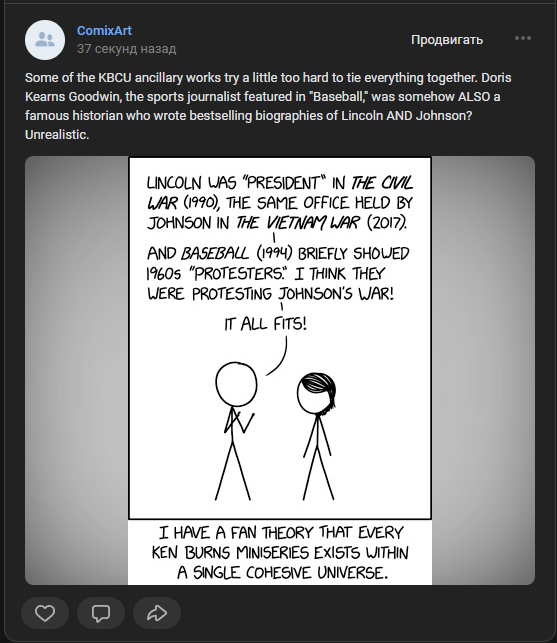 ComixArt
37 секунд назад
Продвигать
Some of the KBCU ancillary works try a little too hard to tie everything together. Doris
Kearns Goodwin, the sports journalist featured in "Baseball," was somehow ALSO a
famous historian who wrote bestselling biographies of Lincoln AND Johnson?
Unrealistic.
LINCOLN WAS "PRESIDENT" IN THE CIVIL
WAR (1990), THE SAME OFFICE HELD BY
JOHNSON IN THE VIETNAM WAR (2017).
AND BASEBALL (1994) BRIEFLY SHOWED
1960s "PROTESTERS." I THINK THEY
WERE PROTESTING JOHNSON'S WAR!
IT ALL FITS!
I HAVE A FAN THEORY THAT EVERY
KEN BURNS MINISERIES EXISTS WITHIN
A SINGLE COHESIVE UNIVERSE.